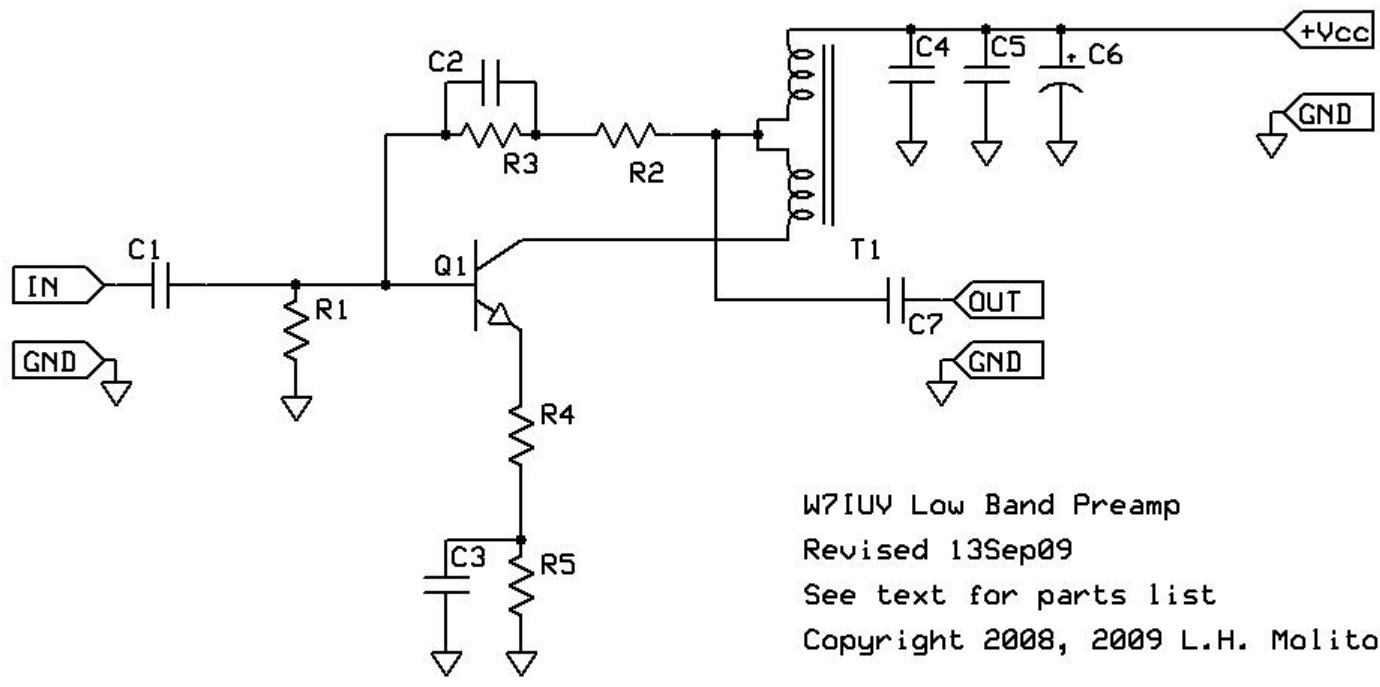 C2
R3
R2
C4
C5
+
C6
+Vcc
GND
T1
IN
C1
R1
Q1
C7
OUT
GND
GND
R4
C3
R5
W7IUV Low Band Preamp
Revised 13Sep09
See text for parts list
Copyright 2008, 2009 L.H. Molito